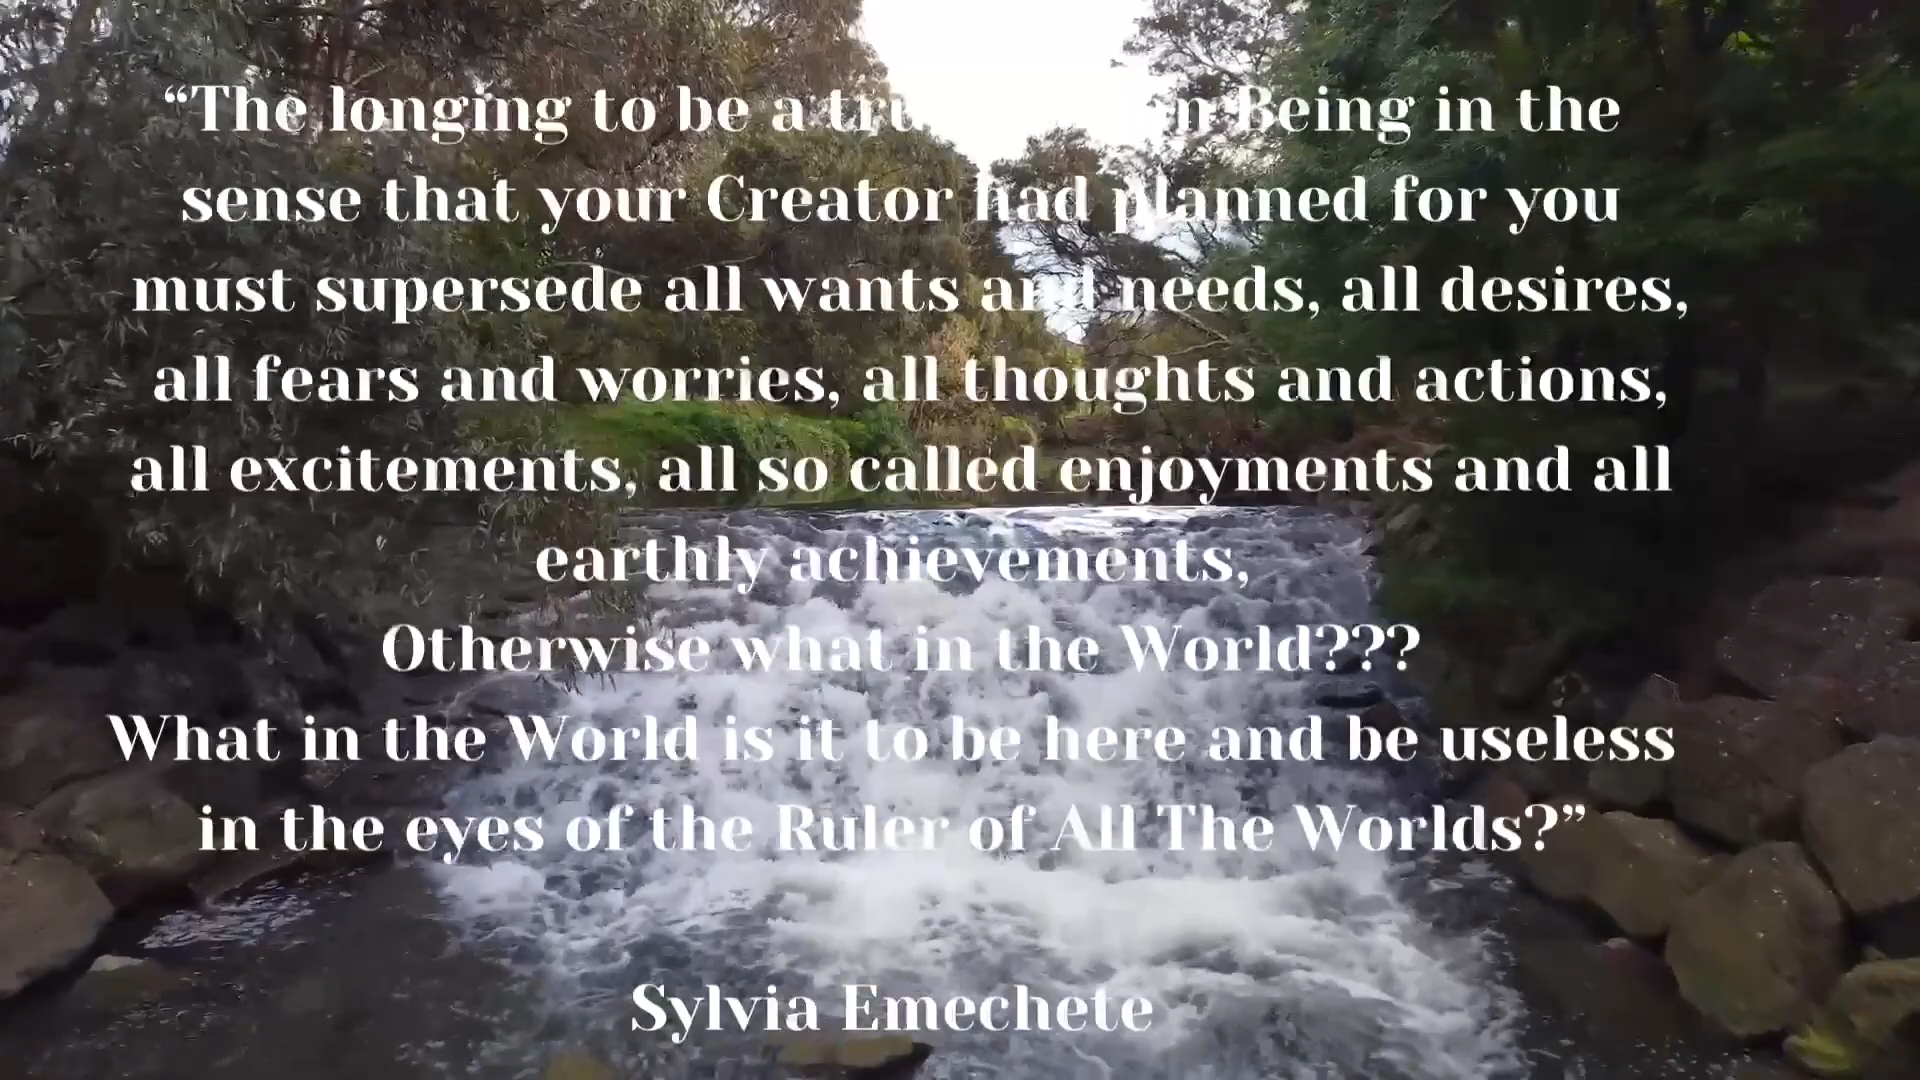 “The longing to be a tru n Being in the
sense that your Creator had planned for you
must supersede all wants and needs, all desires,
all fears and worries, all thoughts and actions,
all excitements, all so called enjoyments and all
earthly achievements,
Otherwise what in the World???
What in the World is it to be here and be useless
in the eyes of the Ruler of All The Worlds?”
Sylvia Emechete